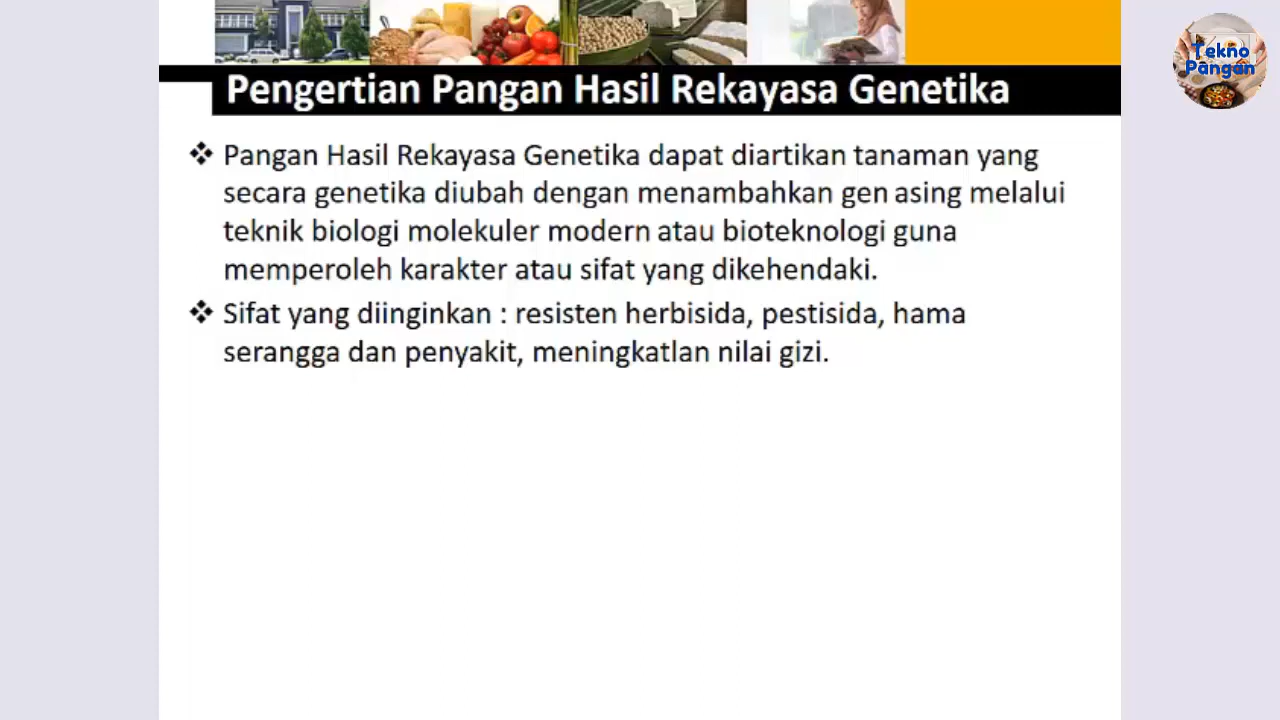 Tekno
Pangan
Pengertian Pangan Hasil Rekayasa Genetika
❖ Pangan Hasil Rekayasa Genetika dapat diartikan tanaman yang
secara genetika diubah dengan menambahkan gen asing melalui
teknik biologi molekuler modern atau bioteknologi guna
memperoleh karakter atau sifat yang dikehendaki.
❖ Sifat yang diinginkan : resisten herbisida, pestisida, hama
serangga dan penyakit, meningkatlan nilai gizi.